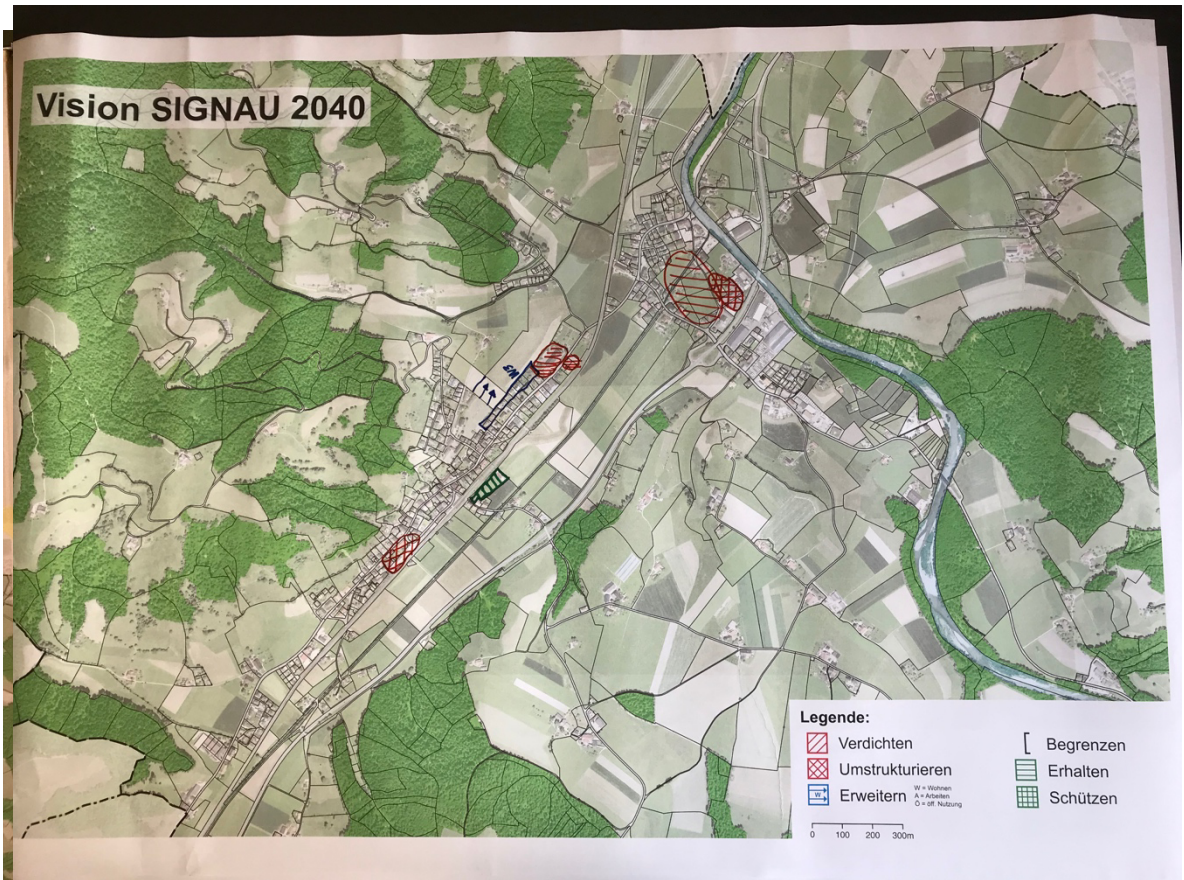 Vision SIGNAU 2040
Legende:
Verdichten
Umstrukturieren
W
Erweitern
W = Wohnen
A = Arbeiten
Ö = öff. Nutzung
Begrenzen
Erhalten
Schützen
0 100 200 300m